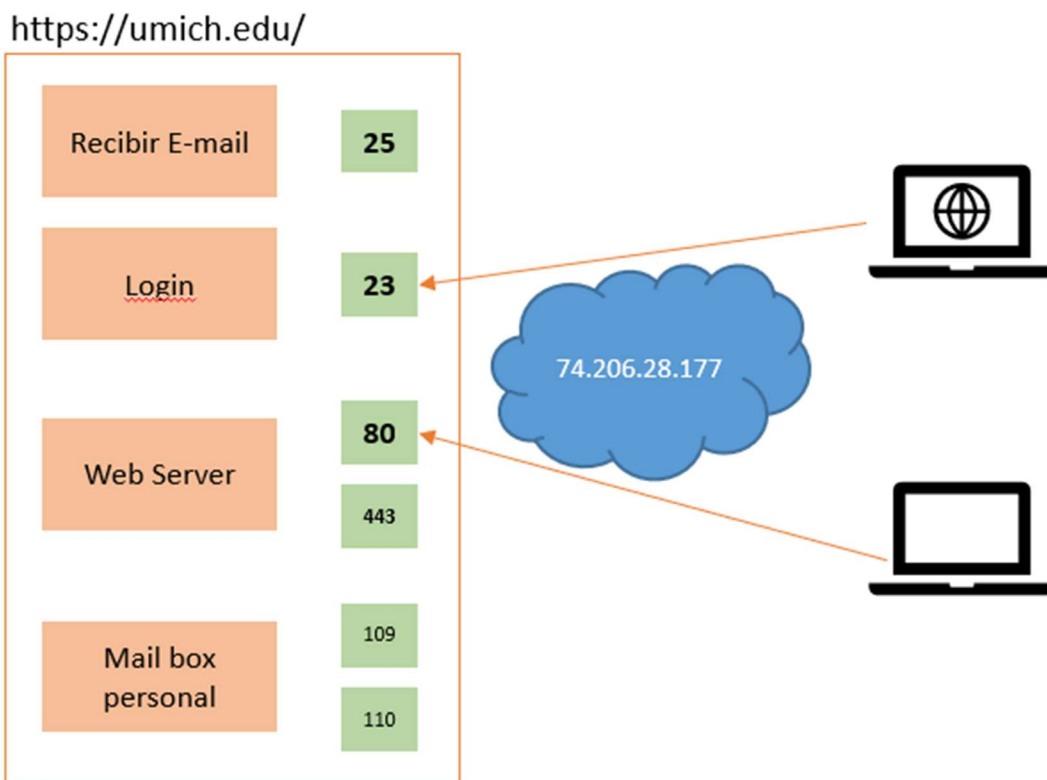 https://umich.edu/
Recibir E-mail
25
Login
23
74.206.28.177
Web Server
80
443
Mail box
personal
109
110